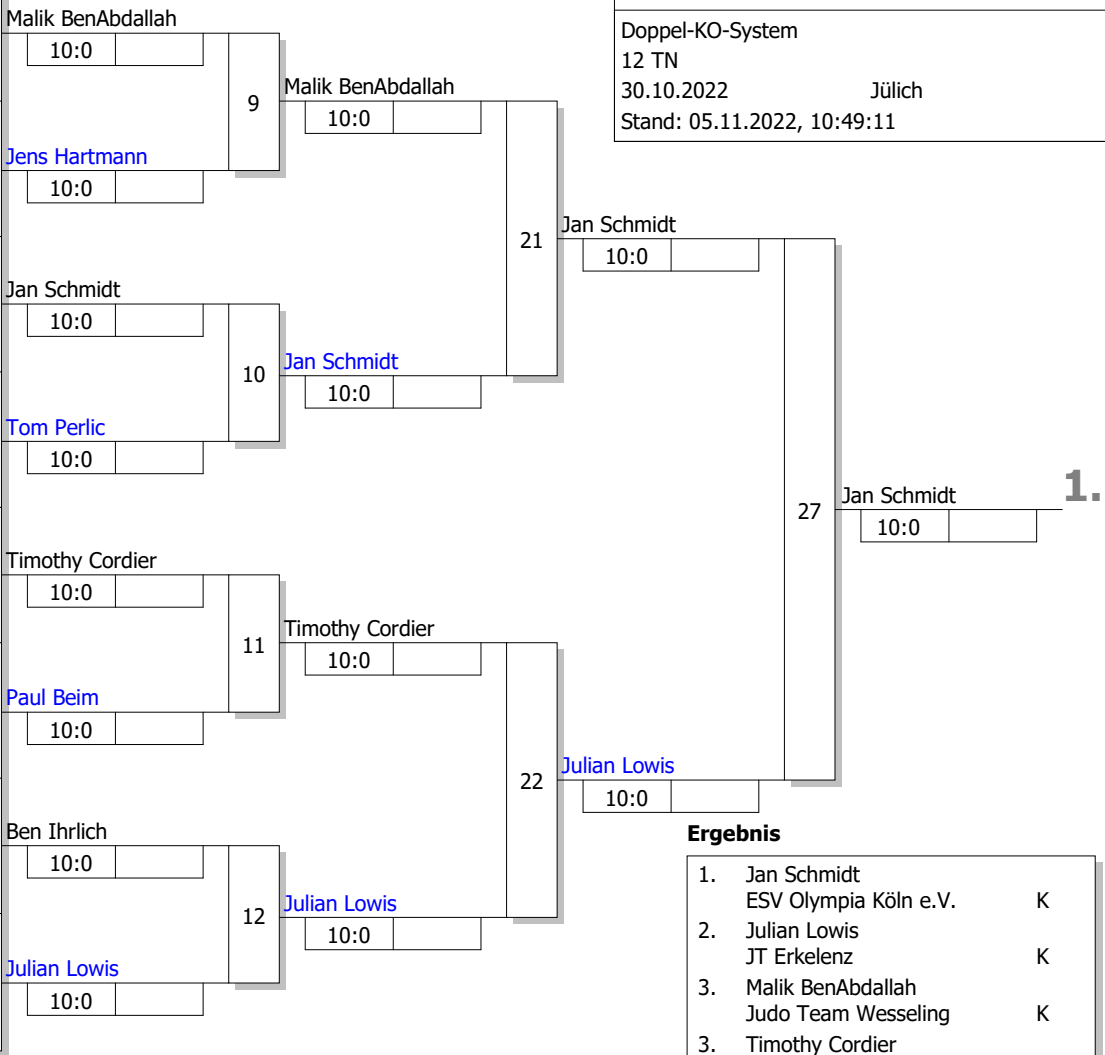 Malik BenAbdallah
10:0
9
Jens Hartmann
10:0
Jan Schmidt
10:0
10
Tom Perlic
10:0
Timothy Cordier
10:0
11
Paul Beim
10:0
Ben Ihrlich
10:0
12
Julian Lowis
10:0
Malik BenAbdallah
10:0
21
Jan Schmidt
10:0
Timothy Cordier
10:0
22
Julian Lowis
10:0
Jan Schmidt
10:0
27
Julian Lowis
10:0
Jan Schmidt
10:0
1.
Doppel-KO-System
12 TN
30.10.2022 Jülich
Stand: 05.11.2022, 10:49:11
Ergebnis
1. Jan Schmidt
ESV Olympia Köln e.V. K
2. Julian Lowis
JT Erkelenz K
3. Malik BenAbdallah
Judo Team Wesseling K
3. Timothy Cordier